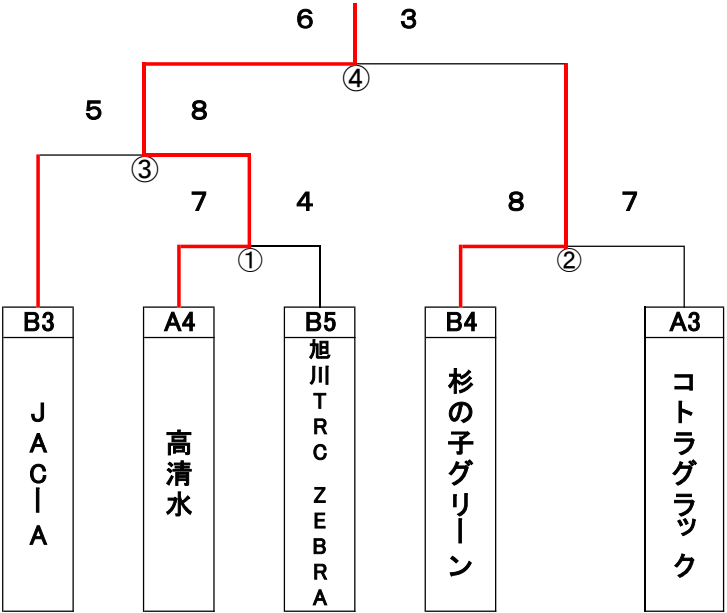 6 3
④
5 8
③
7 4 8 7
① ②
B3 A4 B5 B4 A3
JACIA
高清水
旭川TRC ZEBRA
杉の子グリーン
コトラグラック